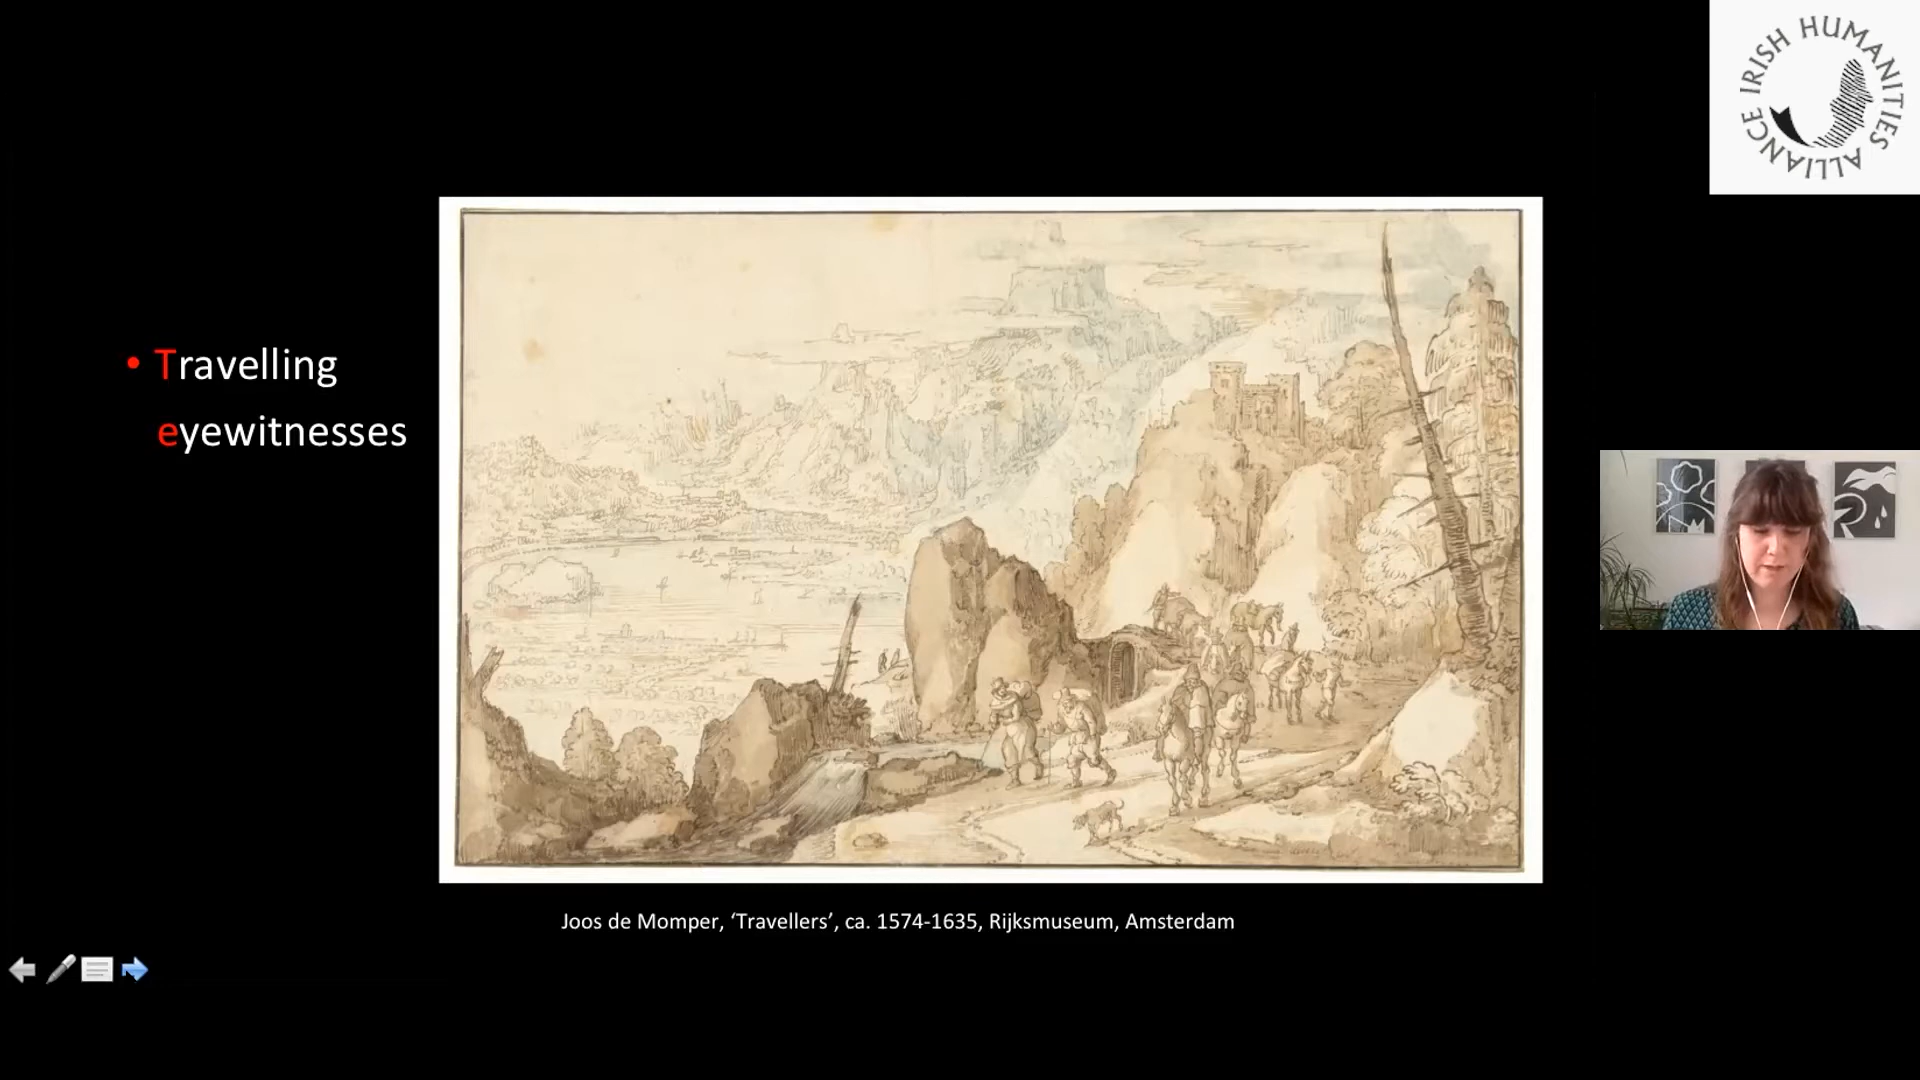 IRISH HUMANITIES ALLIANCE
• Travelling
eyewitnesses
Joos de Momper, ‘Travellers’, ca. 1574-1635, Rijksmuseum, Amsterdam